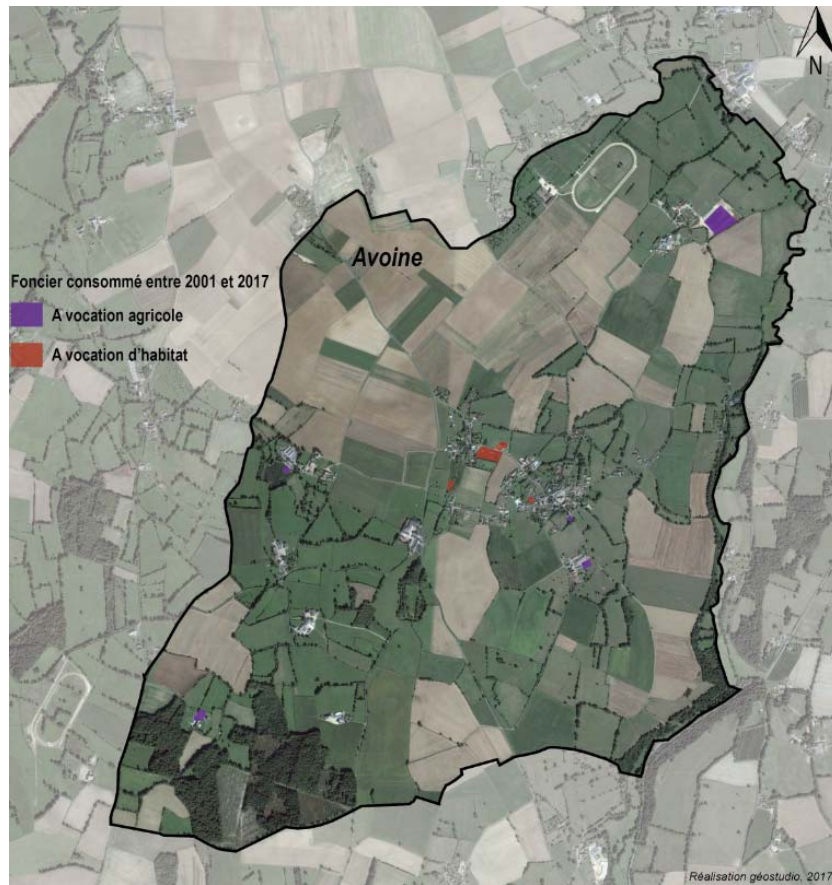 N
Avoine
Foncier consommé entre 2001 et 2017
A vocation agricole
A vocation d'habitat
Réalisation géostudio, 2017